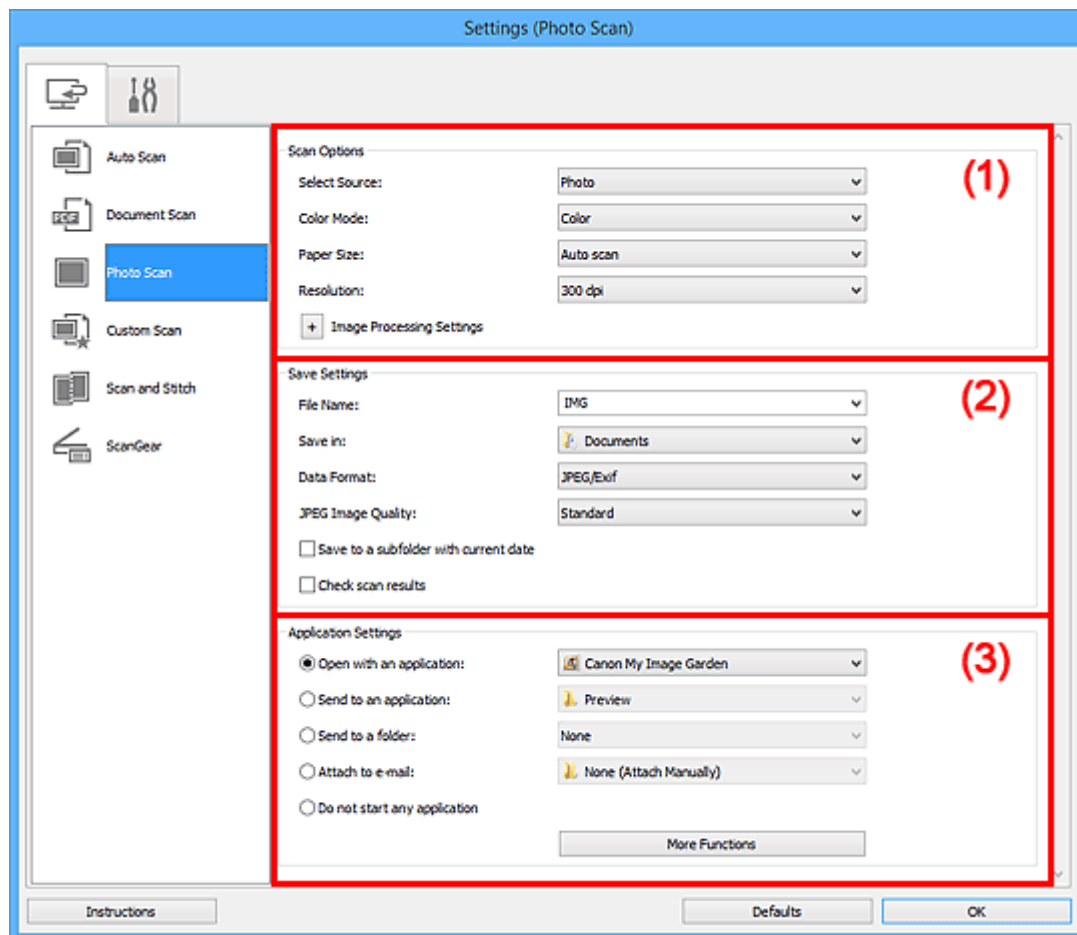 Settings (Photo Scan)
Auto Scan
Document Scan
Photo Scan
Custom Scan
Scan and Stitch
ScanGear
Scan Options
(1)
Select Source: Photo
Color Mode: Color
Paper Size: Auto scan
Resolution: 300 dpi
+ Image Processing Settings
Save Settings
(2)
File Name: IMG
Save in: Documents
Data Format: JPEG/Exif
JPEG Image Quality: Standard
Save to a subfolder with current date
Check scan results
Application Settings
(3)
Open with an application: Canon My Image Garden
Send to an application: Preview
Send to a folder: None
Attach to e-mail: None (Attach Manually)
Do not start any application
More Functions
Instructions Defaults OK